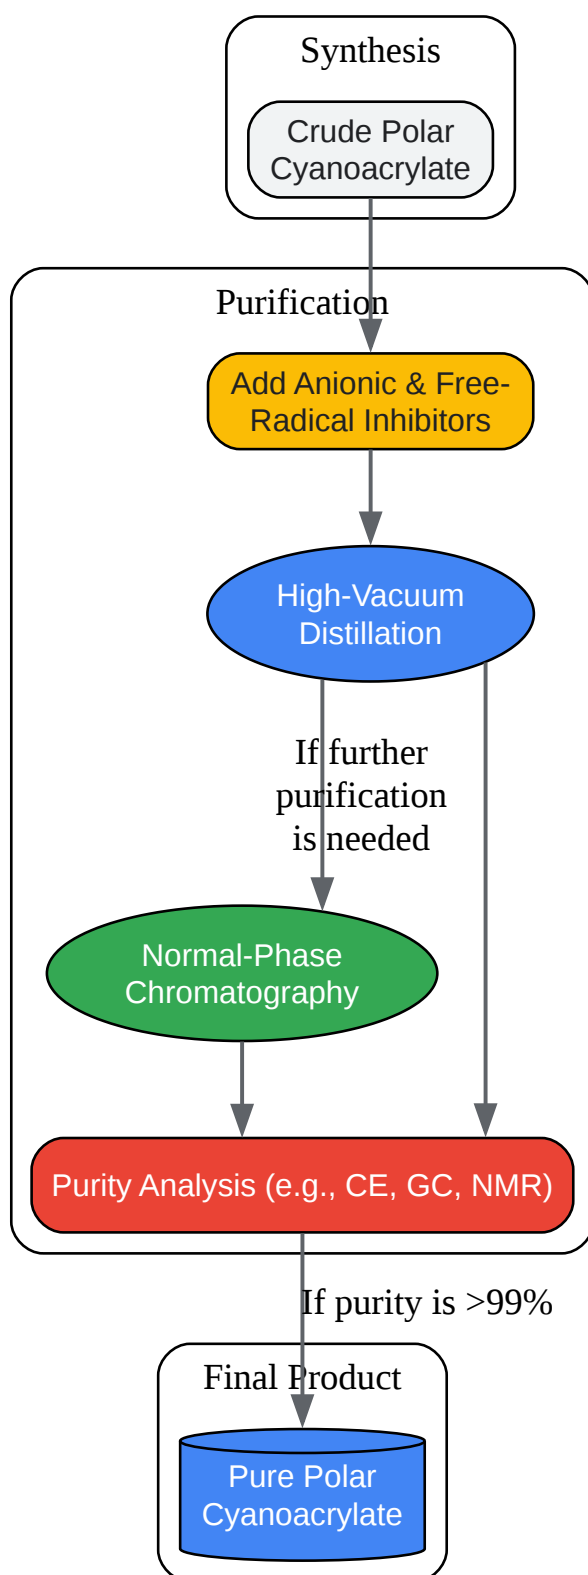 Synthesis
Crude Polar
Cyanoacrylate
Purification
Add Anionic & Free-
Radical Inhibitors
High-Vacuum
Distillation
If further
purification
is needed
Normal-Phase
Chromatography
Purity Analysis (e.g., CE, GC, NMR)
If purity is >99%
Final Product
Pure Polar
Cyanoacrylate